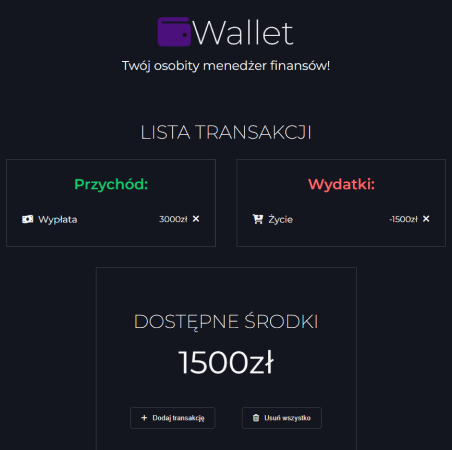 Wallet
Twój osobity menedżer finansów!
LISTA TRANSAKCJI
Przychód:
Wypłata 3000zł ×
Wydatki:
Życie -1500zł ×
DOSTĘPNE ŚRODKI
1500zł
+ Dodaj transakcję
Usuń wszystko